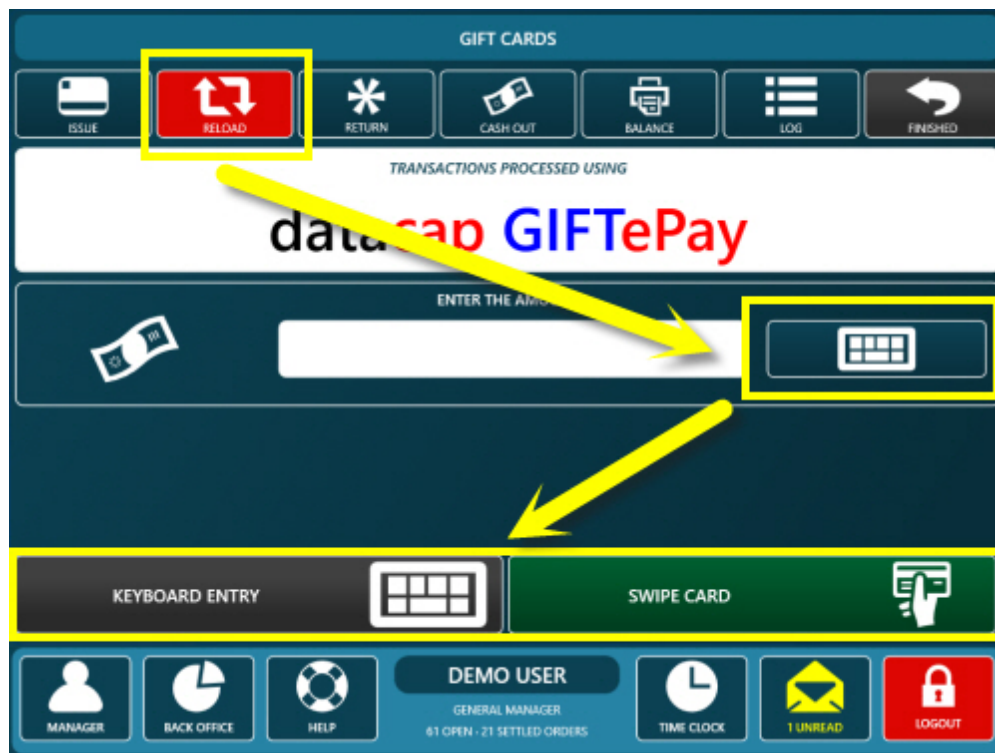 GIFT CARDS
ISSUE
RELOAD
RETURN
CASH OUT
BALANCE
LOG
FINISHED
TRANSACTIONS PROCESSED USING
datacap GIFTePay
ENTER THE
KEYBOARD ENTRY
SWIPE CARD
MANAGER
BACK OFFICE
HELP
DEMO USER
GENERAL MANAGER
61 OPEN - 21 SETTLED ORDERS
TIME CLOCK
1 UNREAD
LOGOUT